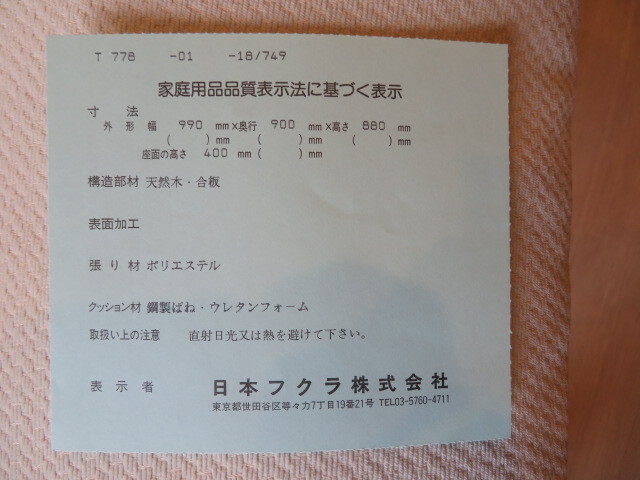 T 778 -01 -18/749
家庭用品品質表示法に基づく表示
寸法
外形 幅 990 mm×奥行 900 mm×高さ 880 mm
( )mm ( )mm ( )mm
座面の高さ 400 mm( )mm
構造部材 天然木・合板
表面加工
張り材 ポリエステル
クッション材 鋼製ばね・ウレタンフォーム
取扱い上の注意 直射日光又は熱を避けて下さい。
表示者 日本フクラ株式会社
東京都世田谷区等々力7丁目19番21号 TEL03-5760-4711